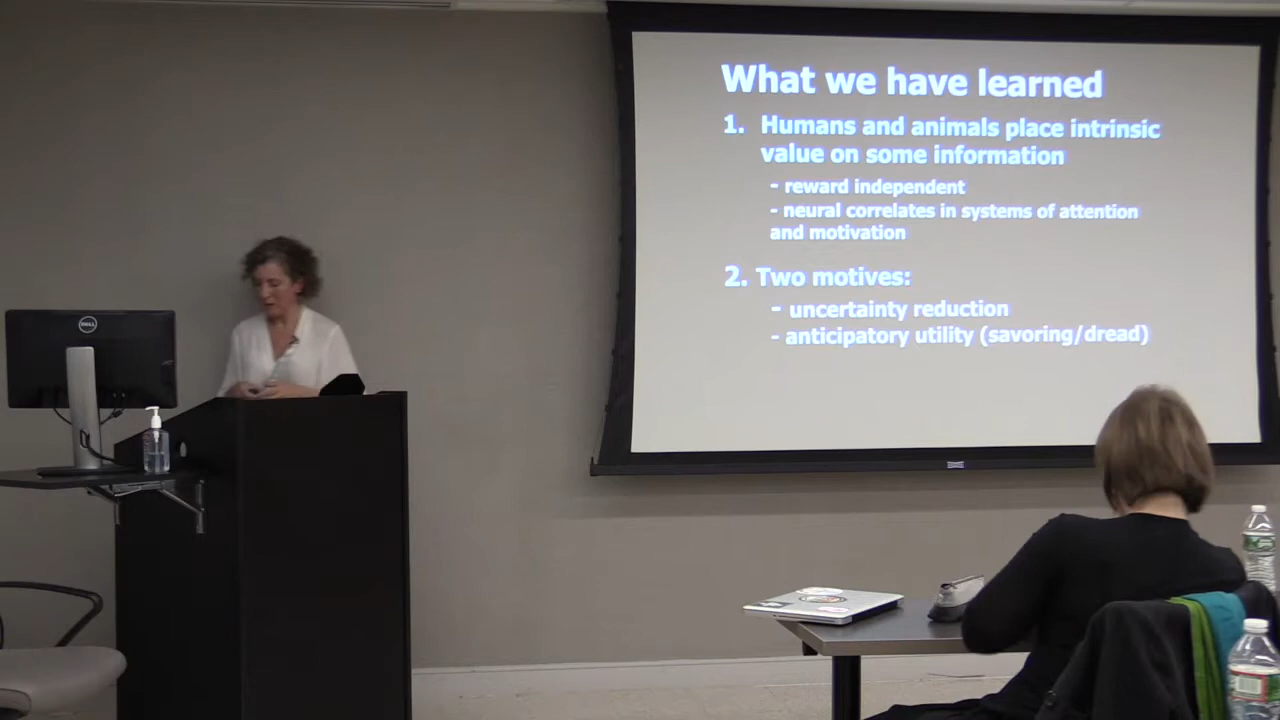 What we have learned
1. Humans and animals place intrinsic
value on some information
- reward independent
- neural correlates in systems of attention
and motivation
2. Two motives:
- uncertainty reduction
- anticipatory utility (savoring/dread)
DELL